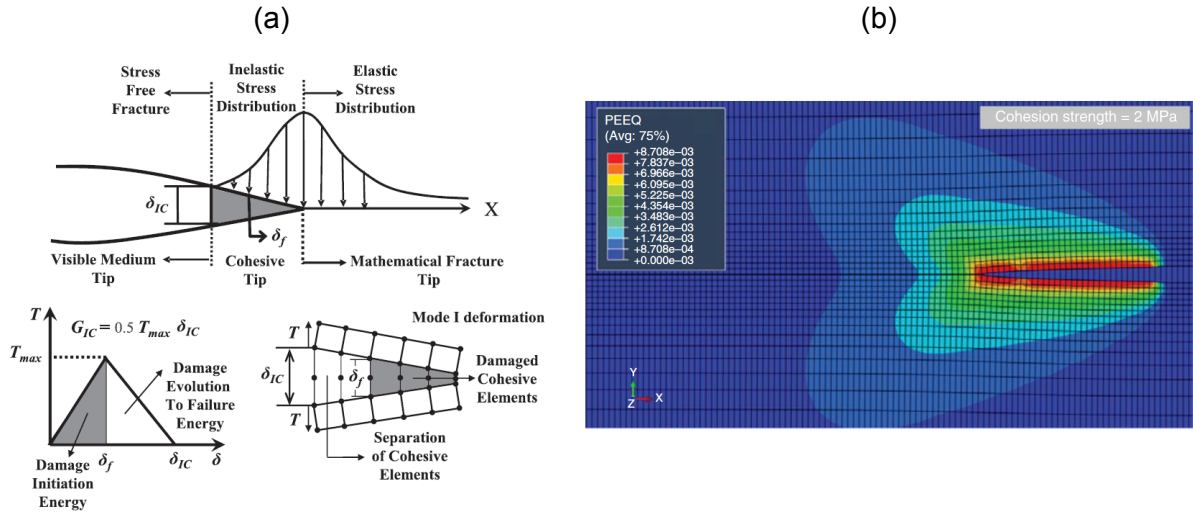 (a)
Stress
Free
Fracture
Inelastic
Stress
Distribution
Elastic
Stress
Distribution
δIC
X
δf
Visible Medium
Tip
Cohesive
Tip
Mathematical Fracture
Tip
T
GIC = 0.5 Tmax δIC
Tmax
Damage
Evolution
To Failure
Energy
δf
δIC
δ
Damage
Initiation
Energy
Mode I deformation
T
δIC
δf
T
Damaged
Cohesive
Elements
Separation
of Cohesive
Elements
(b)
PEEQ
(Avg: 75%)
+8.708e−03
+7.837e−03
+6.966e−03
+6.095e−03
+5.225e−03
+4.354e−03
+3.483e−03
+2.612e−03
+1.742e−03
+8.708e−04
+0.000e−03
Cohesion strength = 2 MPa
Y
Z
X